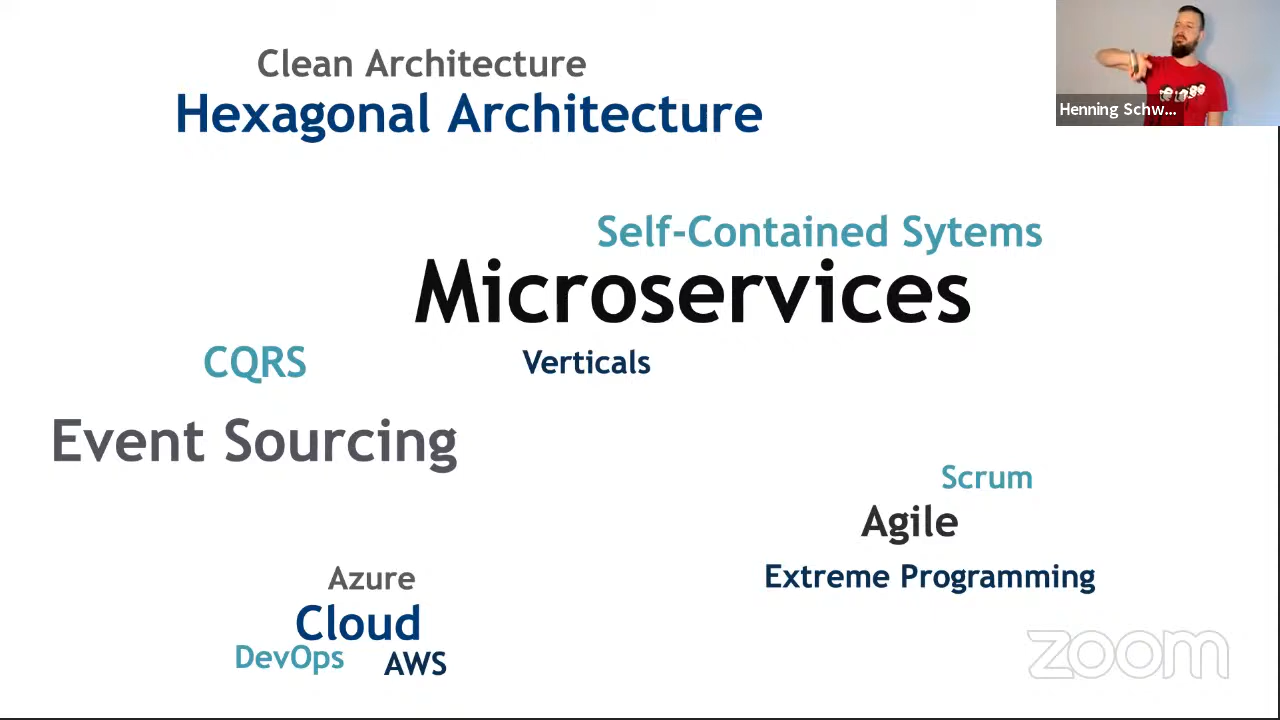 Clean Architecture
Hexagonal Architecture
Henning Schw...
Self-Contained Sytems
Microservices
CQRS
Verticals
Event Sourcing
Scrum
Agile
Extreme Programming
Azure
Cloud
DevOps
AWS
zoom